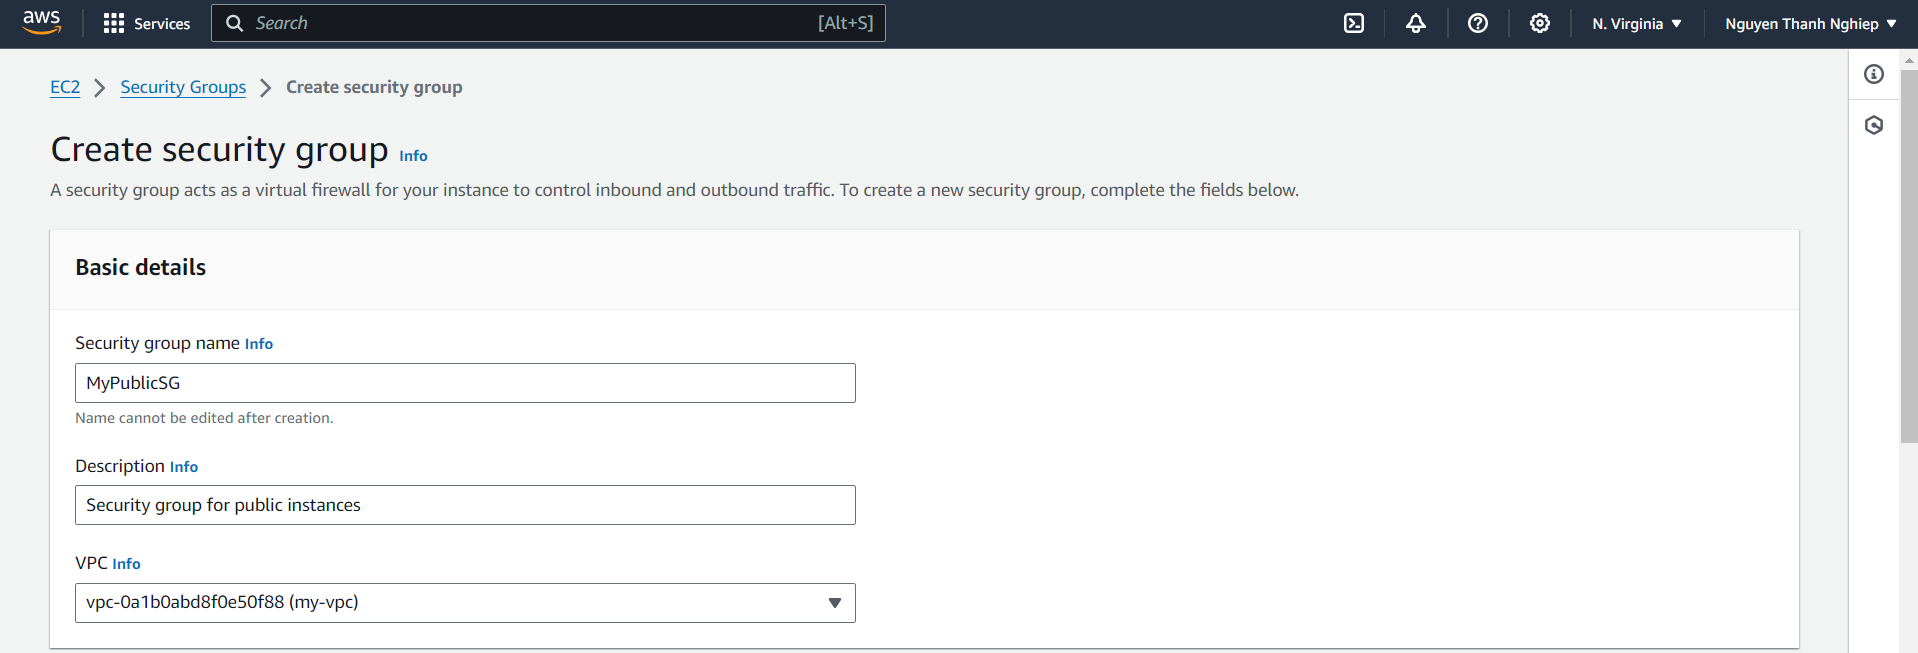 aws Services Search [Alt+S] N. Virginia Nguyen Thanh Nghiep
EC2 Security Groups Create security group
Create security group Info
A security group acts as a virtual firewall for your instance to control inbound and outbound traffic. To create a new security group, complete the fields below.
Basic details
Security group name Info
MyPublicSG
Name cannot be edited after creation.
Description Info
Security group for public instances
VPC Info
vpc-0a1b0abd8f0e50f88 (my-vpc)